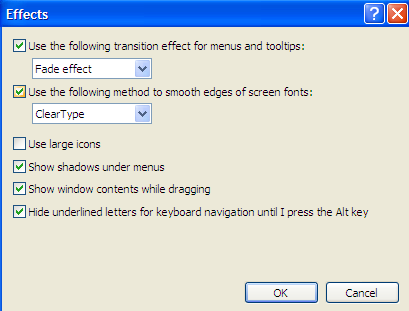 Effects
Use the following transition effect for menus and tooltips:
Fade effect
Use the following method to smooth edges of screen fonts:
ClearType
Use large icons
Show shadows under menus
Show window contents while dragging
Hide underlined letters for keyboard navigation until I press the Alt key
OK Cancel